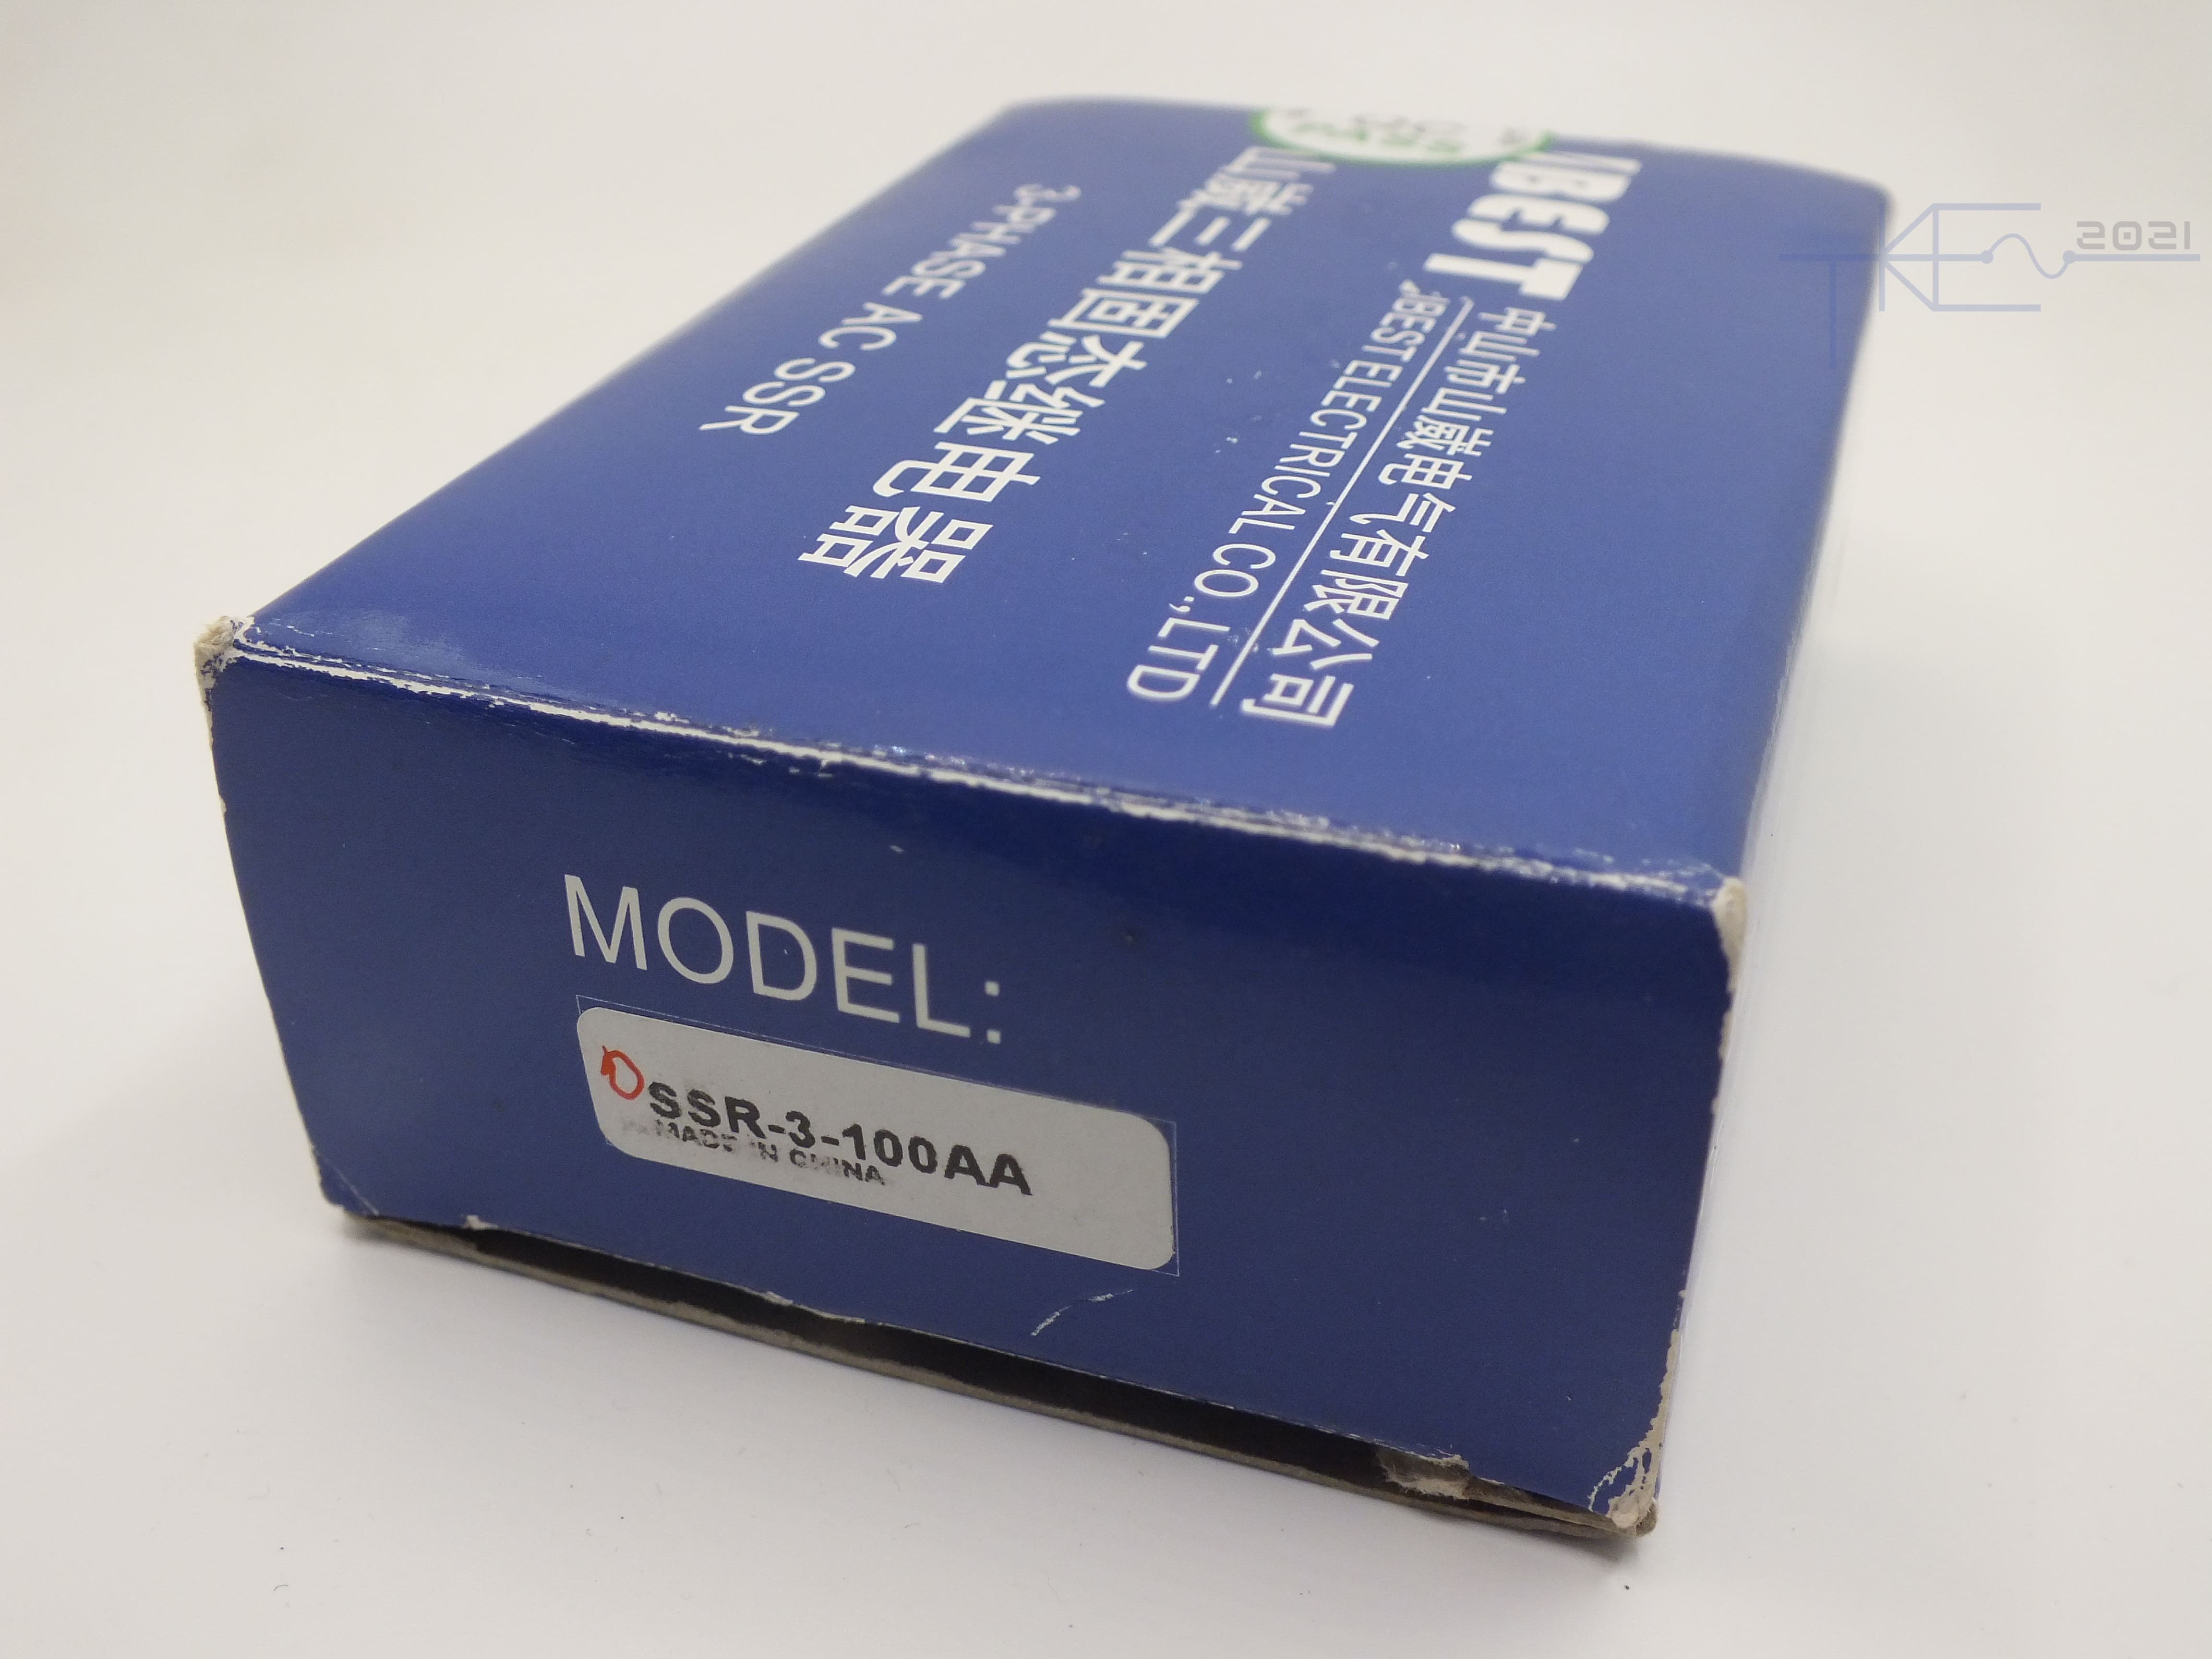 JBEST
中山市山崴电气有限公司
JBEST ELECTRICAL CO.,LTD
山崴三相固态继电器
3-PHASE AC SSR
MODEL:
SSR-3-100AA
MADE IN CHINA
TKE 2021